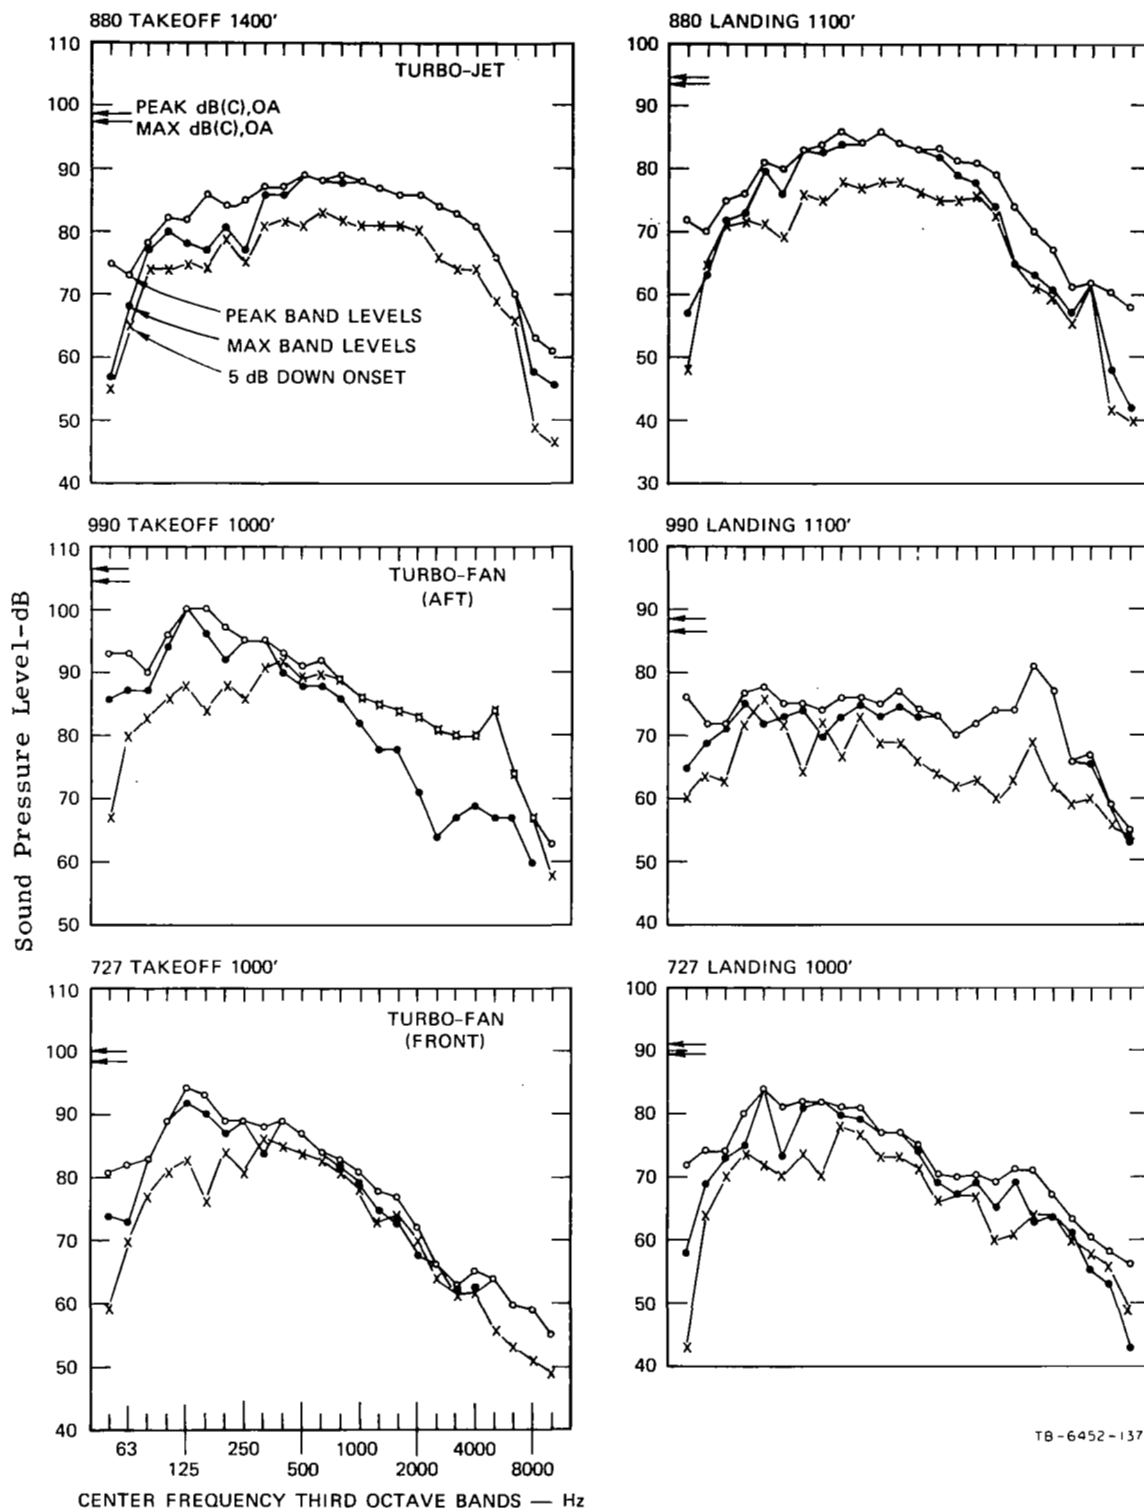 880 TAKEOFF 1400'
110
100
90
80
70
60
50
40
TURBO-JET
PEAK dB(C),OA
MAX dB(C),OA
PEAK BAND LEVELS
MAX BAND LEVELS
5 dB DOWN ONSET
880 LANDING 1100'
100
90
80
70
60
50
40
30
990 TAKEOFF 1000'
110
100
90
80
70
60
50
TURBO-FAN
(AFT)
990 LANDING 1100'
100
90
80
70
60
50
40
Sound Pressure Level-dB
727 TAKEOFF 1000'
110
100
90
80
70
60
50
40
TURBO-FAN
(FRONT)
727 LANDING 1000'
100
90
80
70
60
50
40
63 250 1000 4000
125 500 2000 8000
CENTER FREQUENCY THIRD OCTAVE BANDS — Hz
TB-6452-137